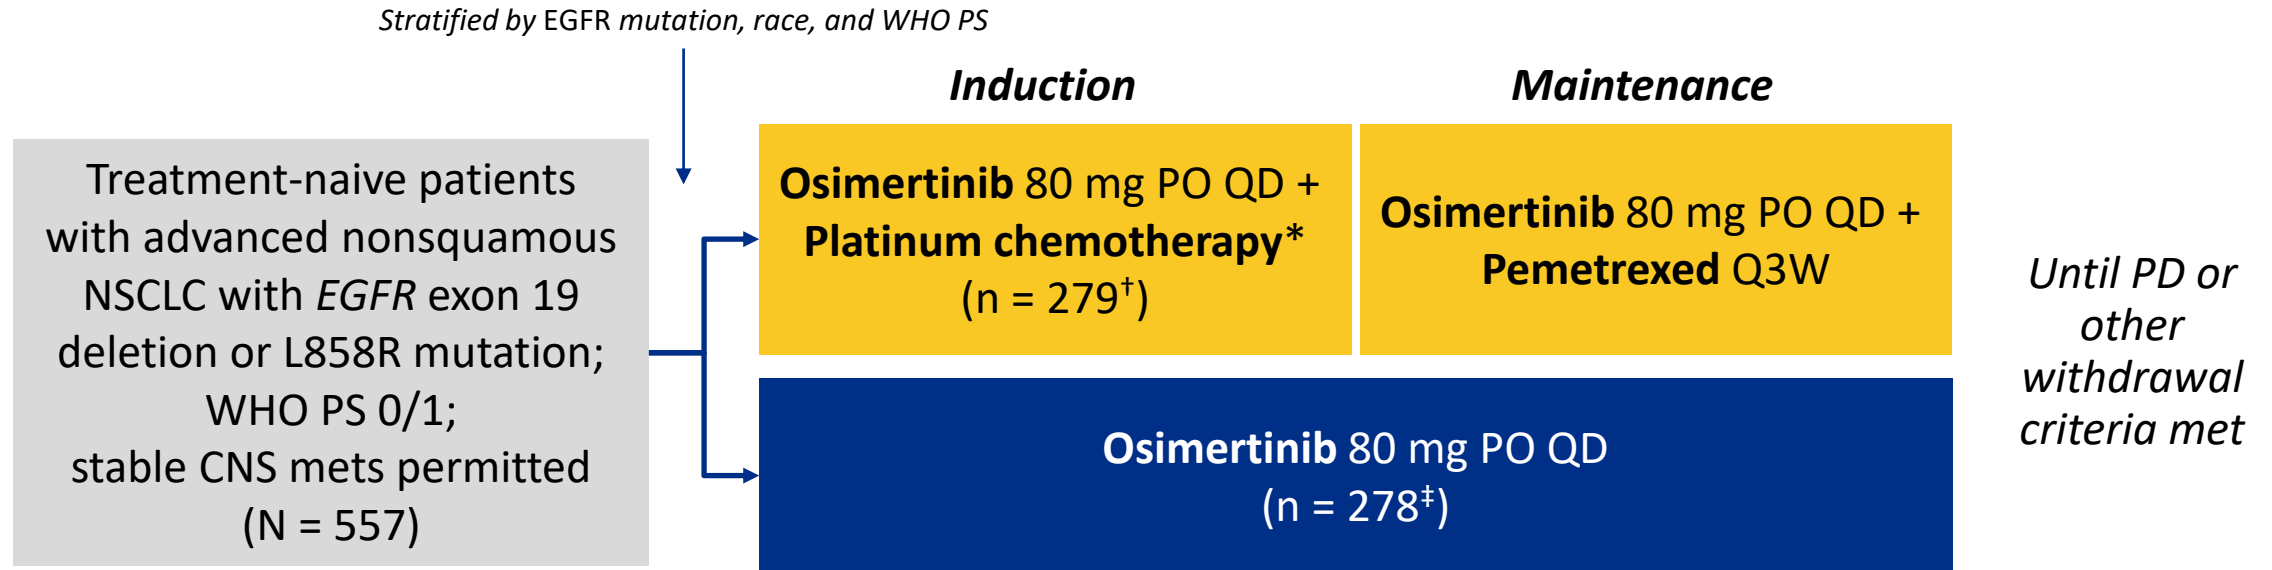 Stratified by EGFR mutation, race, and WHO PS
Induction
Maintenance
Treatment-naive patients
with advanced nonsquamous
NSCLC with EGFR exon 19
deletion or L858R mutation;
WHO PS 0/1;
stable CNS mets permitted
(N = 557)
Osimertinib 80 mg PO QD +
Platinum chemotherapy*
(n = 279†)
Osimertinib 80 mg PO QD +
Pemetrexed Q3W
Osimertinib 80 mg PO QD
(n = 278‡)
Until PD or
other
withdrawal
criteria met